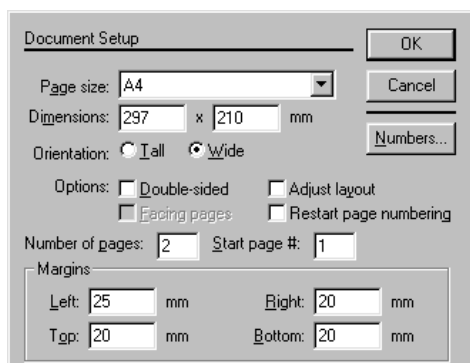 Document Setup OK
Page size: A4 Cancel
Dimensions: 297 x 210 mm
Numbers...
Orientation: Tall Wide
Options: Double-sided Adjust layout
Facing pages Restart page numbering
Number of pages: 2 Start page #: 1
Margins
Left: 25 mm Right: 20 mm
Top: 20 mm Bottom: 20 mm